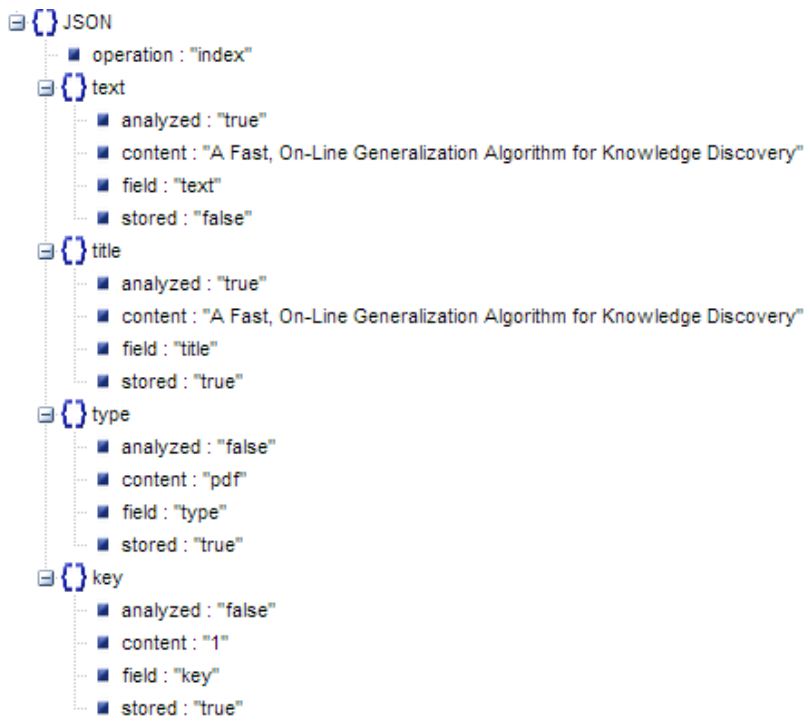 JSON
operation : "index"
text
analyzed : "true"
content : "A Fast, On-Line Generalization Algorithm for Knowledge Discovery"
field : "text"
stored : "false"
title
analyzed : "true"
content : "A Fast, On-Line Generalization Algorithm for Knowledge Discovery"
field : "title"
stored : "true"
type
analyzed : "false"
content : "pdf"
field : "type"
stored : "true"
key
analyzed : "false"
content : "1"
field : "key"
stored : "true"